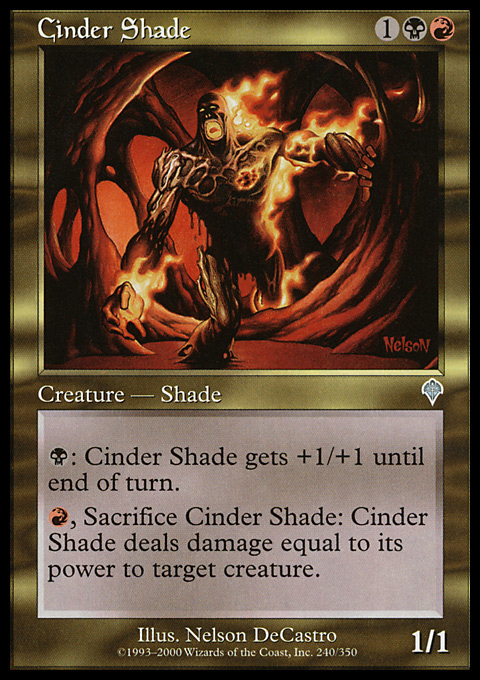 Cinder Shade 1
NELSON
Creature — Shade
: Cinder Shade gets +1/+1 until
end of turn.
, Sacrifice Cinder Shade: Cinder
Shade deals damage equal to its
power to target creature.
Illus. Nelson DeCastro
©1993–2000 Wizards of the Coast, Inc. 240/350
1/1